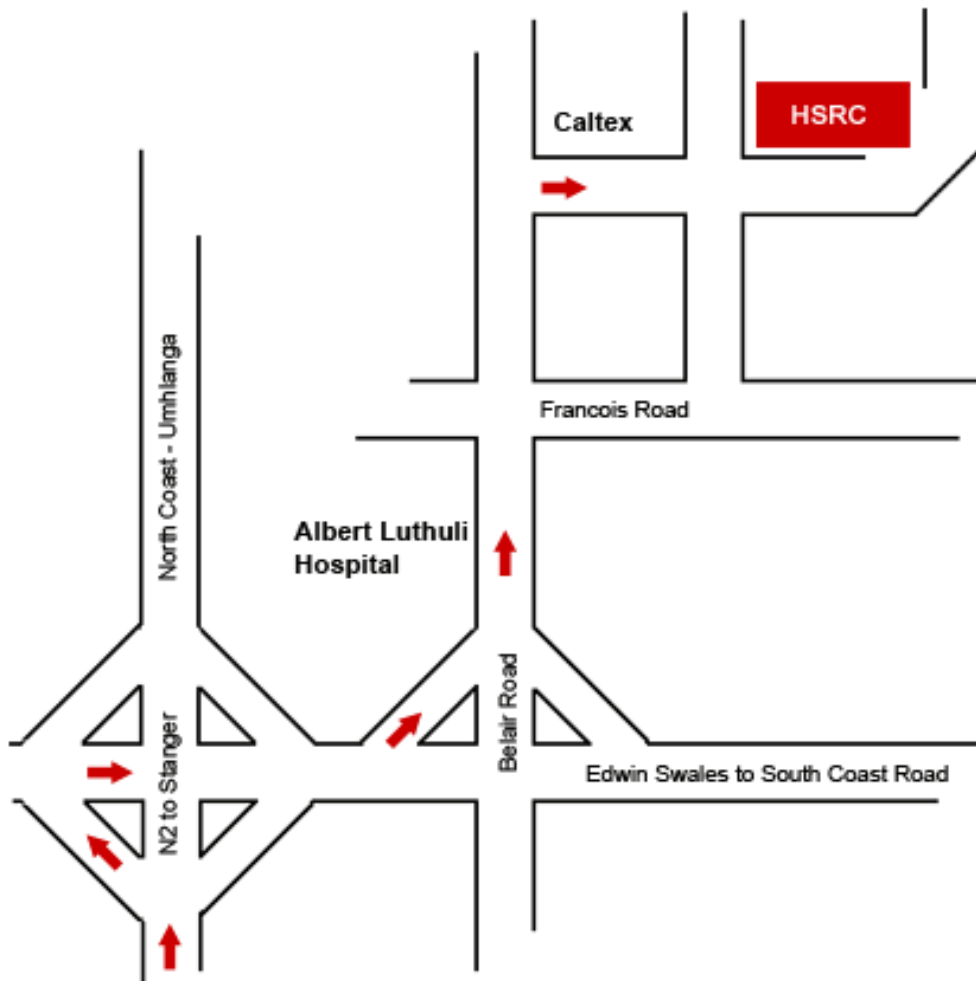 HSRC
Caltex
Francois Road
North Coast - Umhlanga
Albert Luthuli
Hospital
Belair Road
N2 to Stanger
Edwin Swales to South Coast Road